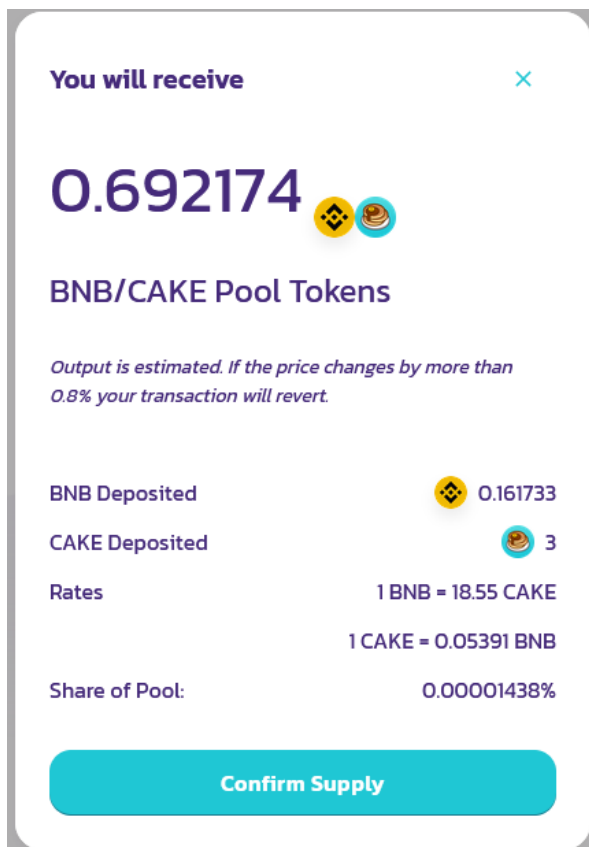 You will receive
0.692174
BNB/CAKE Pool Tokens
Output is estimated. If the price changes by more than
0.8% your transaction will revert.
BNB Deposited 0.161733
CAKE Deposited 3
Rates 1 BNB = 18.55 CAKE
1 CAKE = 0.05391 BNB
Share of Pool: 0.00001438%
Confirm Supply